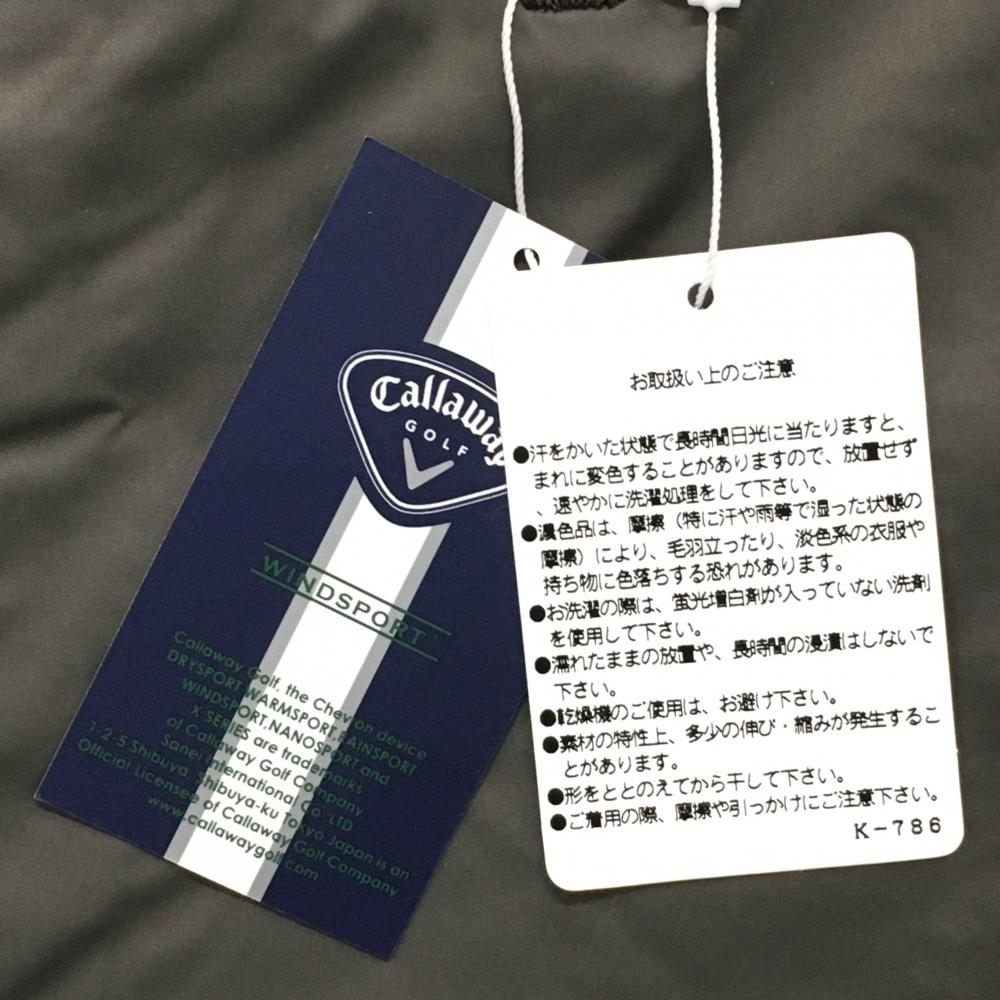 Callaway
GOLF
WINDSPORT
Callaway Golf, the Chevron device
DRYSPORT.WARMSPORT.RAINSPORT
WINDSPORT.NANOSPORT and
X SERIES are trademarks
of Callaway Golf Company
Sanei International Co. LTD
1-2-5 Shibuya, Shibuya-ku Tokyo Japan is an
Official Licensee of Callaway Golf Company
www.callawaygolf.com
お取扱い上のご注意
●汗をかいた状態で長時間日光に当たりますと、
まれに変色することがありますので、放置せず
、速やかに洗濯処理をして下さい。
●濃色品は、摩擦（特に汗や雨等で湿った状態の
摩擦）により、毛羽立ったり、淡色系の衣服や
持ち物に色落ちする恐れがあります。
●お洗濯の際は、蛍光増白剤が入っていない洗剤
を使用して下さい。
●濡れたままの放置や、長時間の浸漬はしないで
下さい。
●乾燥機のご使用は、お避け下さい。
●素材の特性上、多少の伸び・縮みが発生するこ
とがあります。
●形をととのえてから干して下さい。
●ご着用の際、摩擦や引っかけにご注意下さい。
K-786